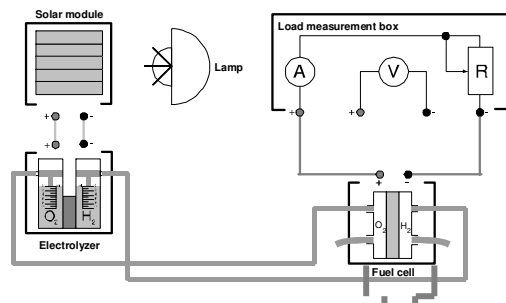 Solar module
Lamp
Load measurement box
A
V
R
+
-
+
-
+
-
+
-
+
-
O2
H2
Electrolyzer
+
-
O2
H2
Fuel cell